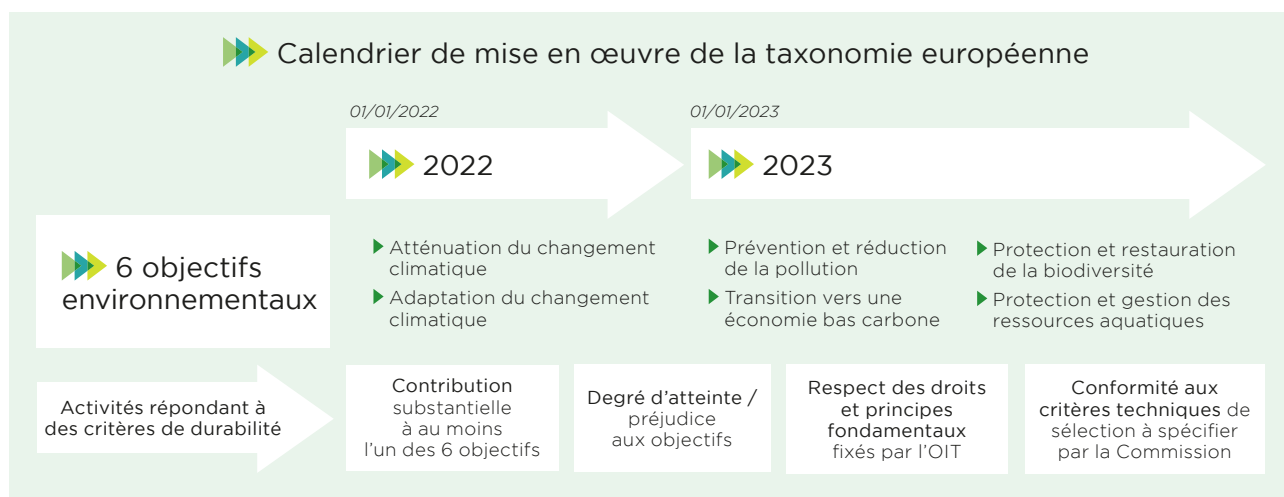 Calendrier de mise en œuvre de la taxonomie européenne
01/01/2022
01/01/2023
2022
2023
6 objectifs
environnementaux
Atténuation du changement
climatique
Adaptation du changement
climatique
Prévention et réduction
de la pollution
Transition vers une
économie bas carbone
Protection et restauration
de la biodiversité
Protection et gestion des
ressources aquatiques
Activités répondant à
des critères de durabilité
Contribution
substantielle
à au moins
l’un des 6 objectifs
Degré d’atteinte /
préjudice
aux objectifs
Respect des droits
et principes
fondamentaux
fixés par l’OIT
Conformité aux
critères techniques de
sélection à spécifier
par la Commission